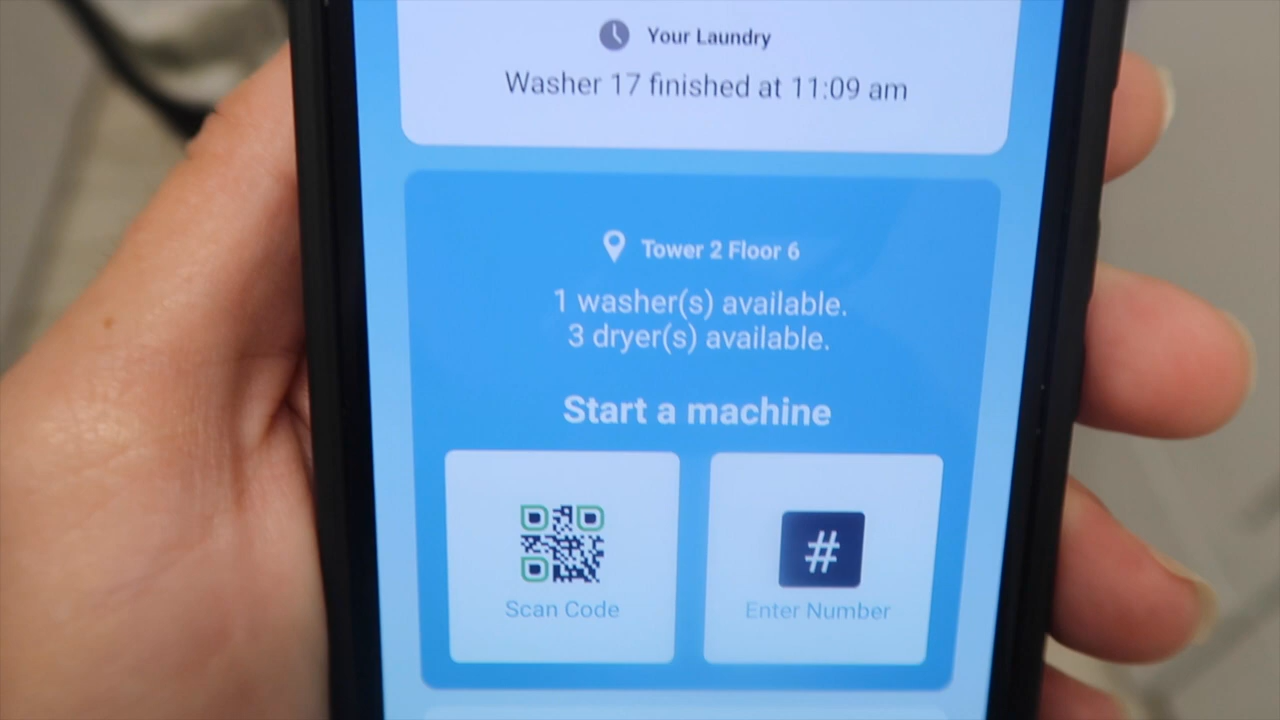 Your Laundry
Washer 17 finished at 11:09 am
Tower 2 Floor 6
1 washer(s) available.
3 dryer(s) available.
Start a machine
#
Scan Code
Enter Number